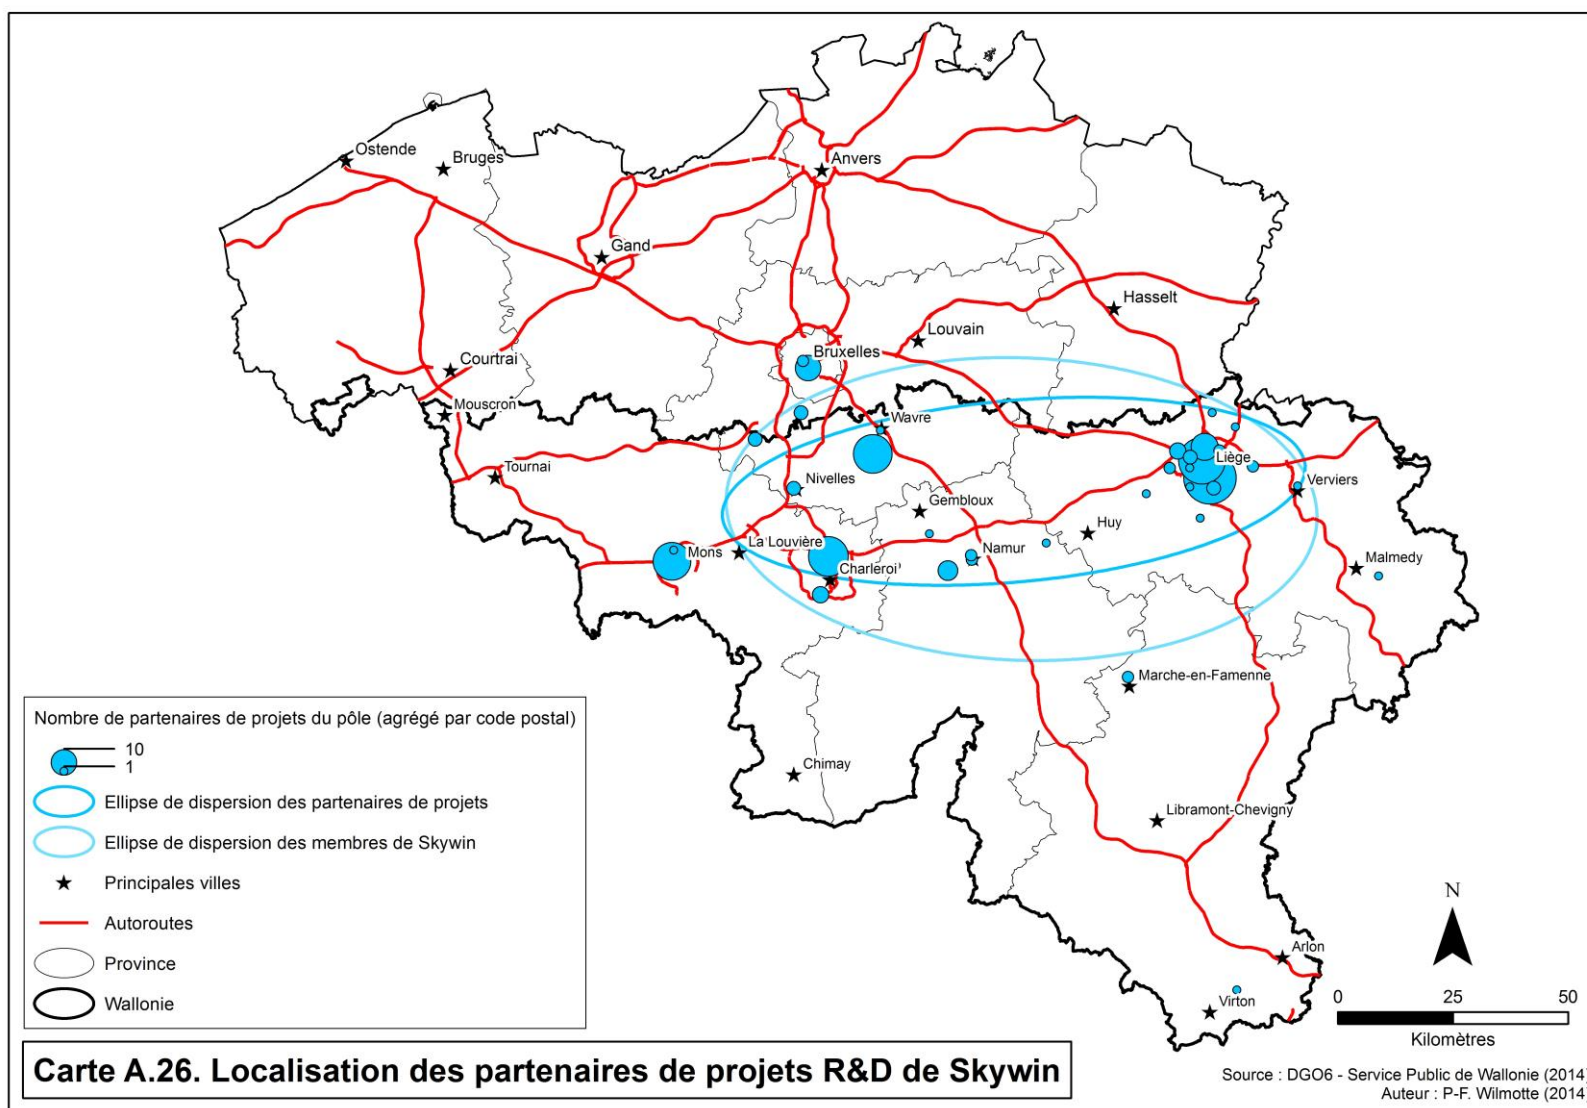 Ostende
Bruges
Anvers
Gand
Hasselt
Louvain
Bruxelles
Courtrai
Mouscron
Wavre
Tournai
Liège
Nivelles
Verviers
Gembloux
Huy
La Louvière
Mons
Namur
Charleroi
Malmedy
Marche-en-Famenne
Chimay
Libramont-Chevigny
Arlon
Virton
Nombre de partenaires de projets du pôle (agrégé par code postal)
10
1
Ellipse de dispersion des partenaires de projets
Ellipse de dispersion des membres de Skywin
Principales villes
Autoroutes
Province
Wallonie
N
0 25 50
Kilomètres
Carte A.26. Localisation des partenaires de projets R&D de Skywin
Source : DGO6 - Service Public de Wallonie (2014)
Auteur : P-F. Wilmotte (2014)